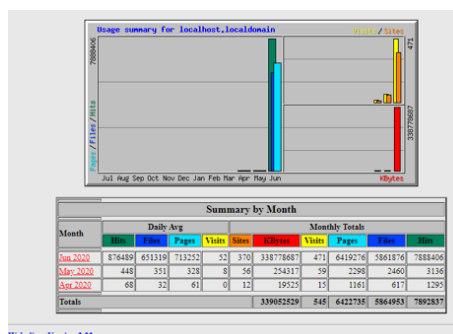 Usage summary for localhost.localdomain
Visits/Sites
7888406
471
Pages/Files/Hits
338778687
Jul Aug Sep Oct Nov Dec Jan Feb Mar Apr May Jun
KBytes
Summary by Month
Month Daily Avg Monthly Totals
Hits Files Pages Visits Sites KBytes Visits Pages Files Hits
Jun 2020 876489 651319 713252 52 370 338778687 471 6419276 5861876 7888406
May 2020 448 351 328 8 56 254317 59 2298 2460 3136
Apr 2020 68 32 61 0 12 19525 15 1161 617 1295
Totals 339052529 545 6422735 5864953 7892837